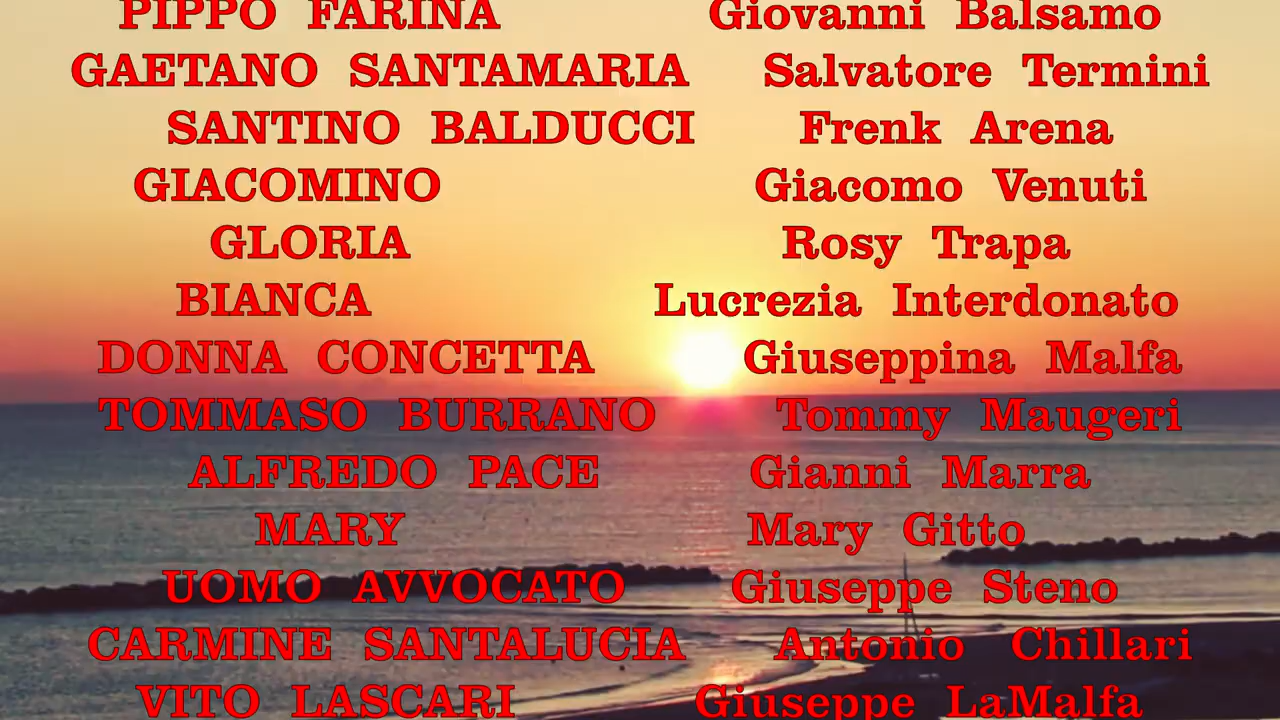 PIPPO FARINA Giovanni Balsamo
GAETANO SANTAMARIA Salvatore Termini
SANTINO BALDUCCI Frenk Arena
GIACOMINO Giacomo Venuti
GLORIA Rosy Trapa
BIANCA Lucrezia Interdonato
DONNA CONCETTA Giuseppina Malfa
TOMMASO BURRANO Tommy Maugeri
ALFREDO PACE Gianni Marra
MARY Mary Gitto
UOMO AVVOCATO Giuseppe Steno
CARMINE SANTALUCIA Antonio Chillari
VITO LASCARI Giuseppe LaMalfa